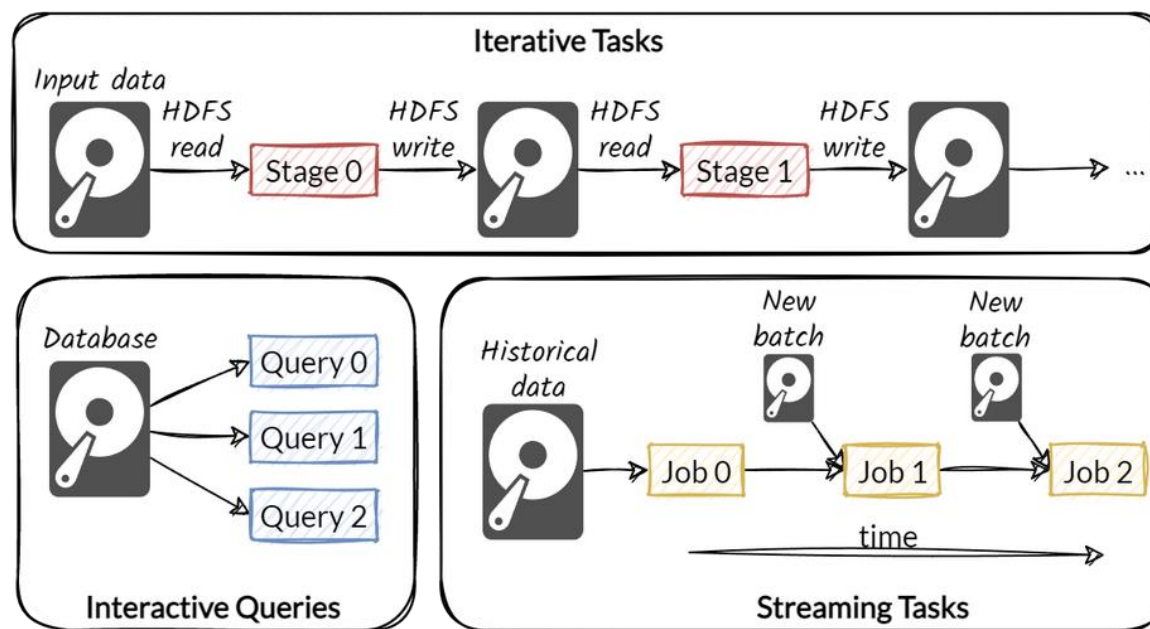 Iterative Tasks
Input data
HDFS
read
Stage 0
HDFS
write
HDFS
read
Stage 1
HDFS
write
...
Database
Query 0
Query 1
Query 2
Interactive Queries
Historical
data
New
batch
New
batch
Job 0
Job 1
Job 2
time
Streaming Tasks